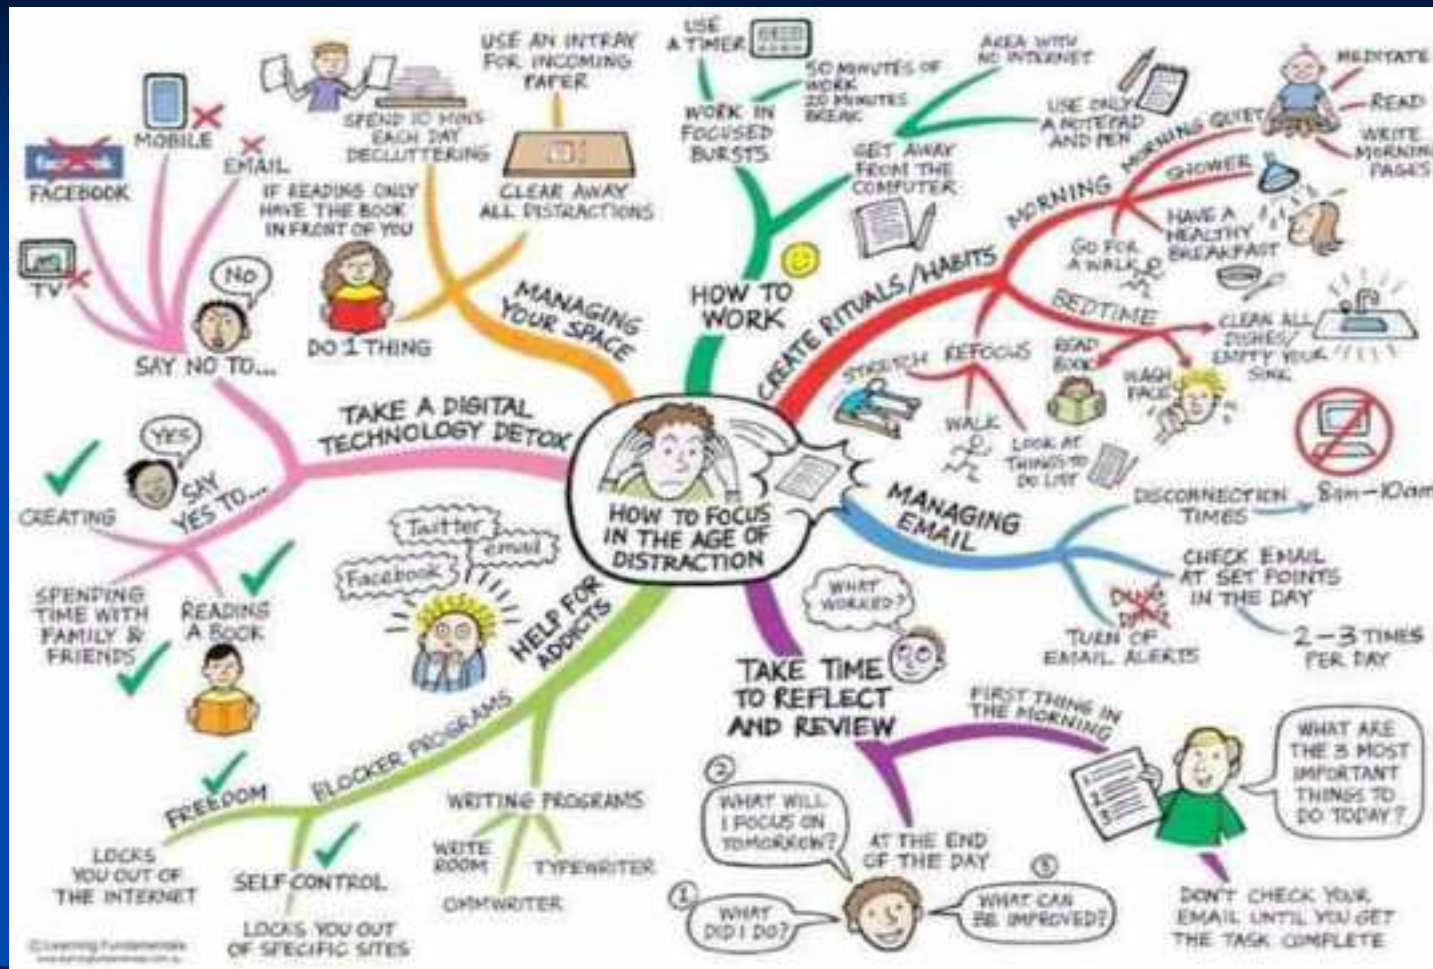 HOW TO FOCUS
IN THE AGE OF
DISTRACTION
HOW TO
WORK
WORK IN
FOCUSED
BURSTS
USE
A TIMER
50 MINUTES OF
WORK
20 MINUTES
BREAK
GET AWAY
FROM THE
COMPUTER
AREA WITH
NO INTERNET
USE ONLY
A NOTEPAD
AND PEN
CREATE RITUALS/HABITS
MORNING
MORNING QUIET
MEDITATE
READ
WRITE
MORNING
PAGES
SHOWER
HAVE A
HEALTHY
BREAKFAST
GO FOR
A WALK
BEDTIME
CLEAN ALL
DISHES/
EMPTY YOUR
SINK
WASH
FACE
READ
BOOK
REFOCUS
STRETCH
WALK
LOOK AT
THINGS TO
DO LIST
MANAGING
EMAIL
DISCONNECTION
TIMES
8am-10am
CHECK EMAIL
AT SET POINTS
IN THE DAY
2-3 TIMES
PER DAY
DING
DING
TURN OF
EMAIL ALERTS
TAKE TIME
TO REFLECT
AND REVIEW
WHAT
WORKED?
FIRST THING IN
THE MORNING
1
2
3
WHAT ARE
THE 3 MOST
IMPORTANT
THINGS TO
DO TODAY?
DON'T CHECK YOUR
EMAIL UNTIL YOU GET
THE TASK COMPLETE
AT THE END
OF THE DAY
1
WHAT
DID I DO?
2
WHAT WILL
I FOCUS ON
TOMORROW?
3
WHAT CAN
BE IMPROVED?
HELP FOR
ADDICTS
Twitter
email
Facebook
BLOCKER PROGRAMS
FREEDOM
LOCKS
YOU OUT OF
THE INTERNET
SELF CONTROL
LOCKS YOU OUT
OF SPECIFIC SITES
WRITING PROGRAMS
WRITE
ROOM
OMMWRITER
TYPEWRITER
TAKE A DIGITAL
TECHNOLOGY DETOX
SAY NO TO...
NO
TV
FACEBOOK
MOBILE
EMAIL
SAY
YES TO...
YES
CREATING
SPENDING
TIME WITH
FAMILY &
FRIENDS
READING
A BOOK
MANAGING
YOUR SPACE
SPEND 10 MINS
EACH DAY
DECLUTTERING
USE AN INTRAY
FOR INCOMING
PAPER
CLEAR AWAY
ALL DISTRACTIONS
IF READING ONLY
HAVE THE BOOK
IN FRONT OF YOU
DO 1 THING
© Learning Fundamentals